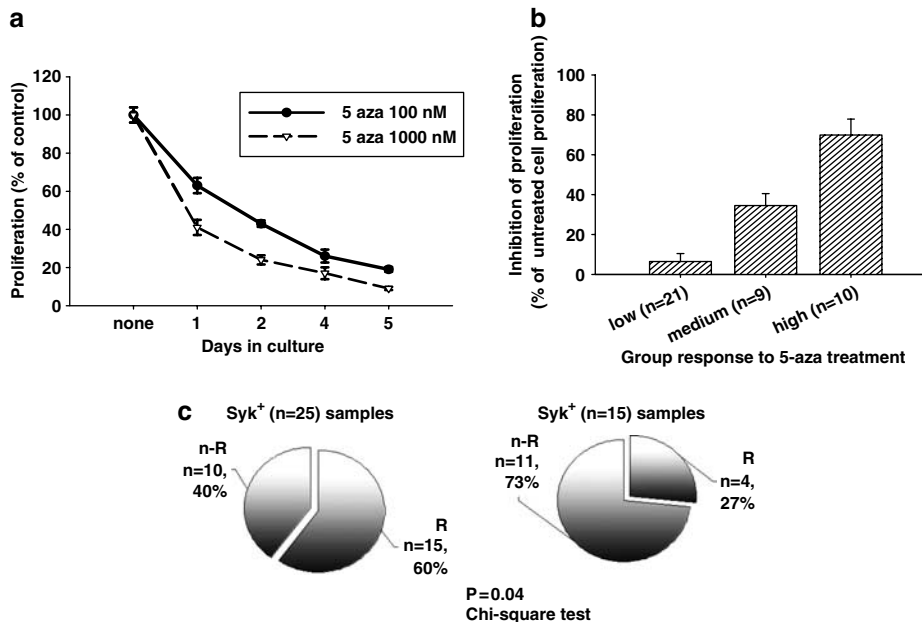 a
Proliferation (% of control)
120
100
80
60
40
20
0
none 1 2 4 5
Days in culture
5 aza 100 nM
5 aza 1000 nM
b
Inhibition of proliferation
(% of untreated cell proliferation)
100
80
60
40
20
0
low (n=21)
medium (n=9)
high (n=10)
Group response to 5-aza treatment
c
Syk+ (n=25) samples
n-R
n=10,
40%
R
n=15,
60%
Syk+ (n=15) samples
n-R
n=11,
73%
R
n=4,
27%
P=0.04
Chi-square test